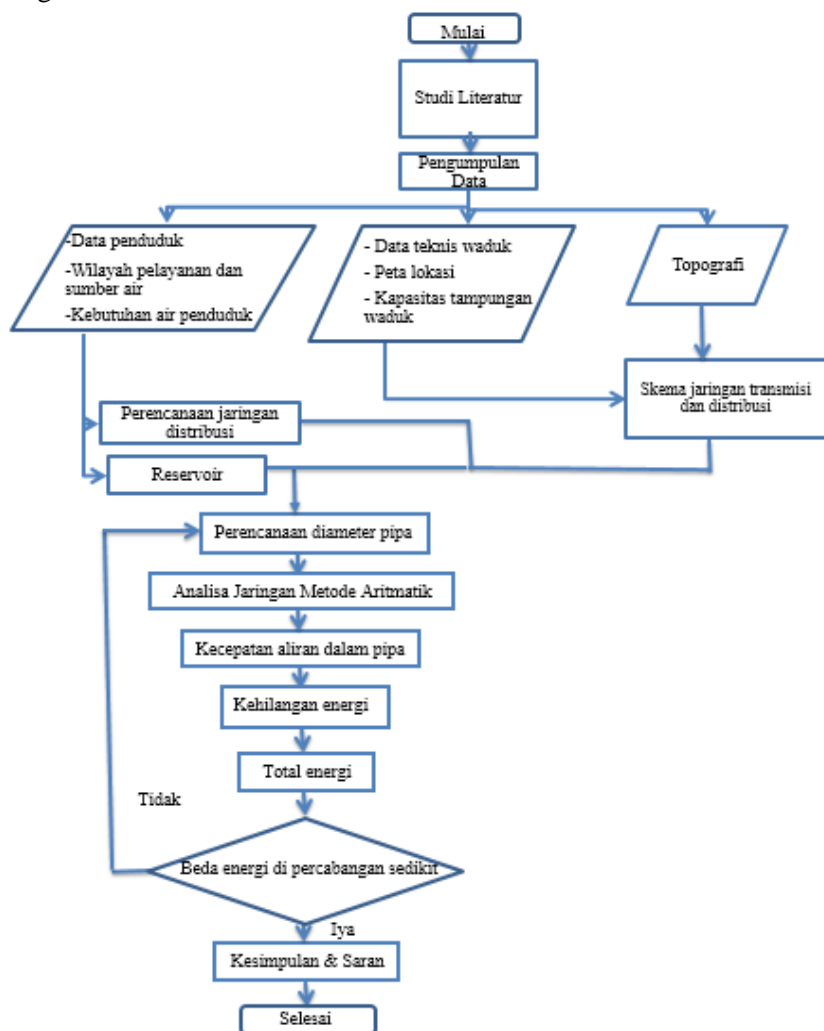 Mulai
Studi Literatur
Pengumpulan
Data
-Data penduduk
-Wilayah pelayanan dan
sumber air
-Kebutuhan air penduduk
- Data teknis waduk
- Peta lokasi
- Kapasitas tampungan
waduk
Topografi
Skema jaringan transmisi
dan distribusi
Perencanaan jaringan
distribusi
Reservoir
Perencanaan diameter pipa
Analisa Jaringan Metode Aritmatik
Kecepatan aliran dalam pipa
Kehilangan energi
Total energi
Tidak
Beda energi di percabangan sedikit
Iya
Kesimpulan & Saran
Selesai